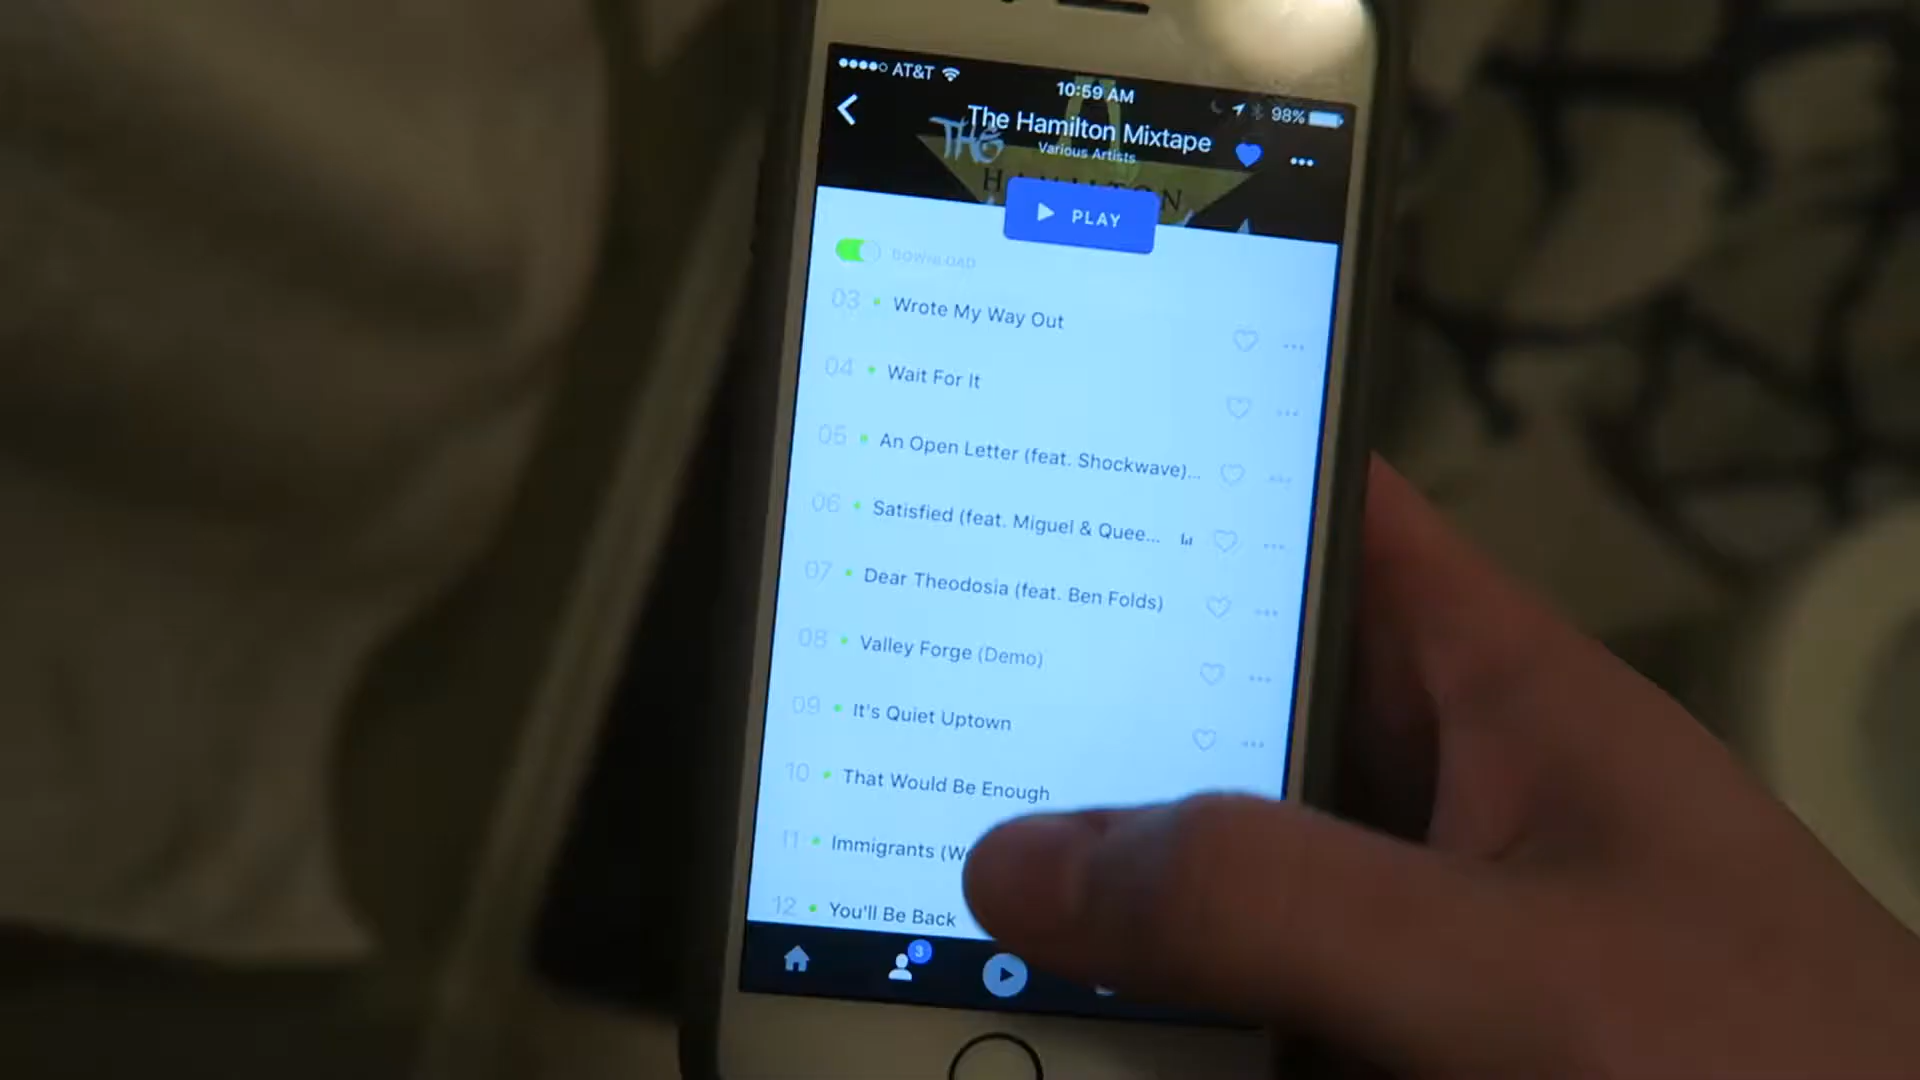 AT&T
10:59 AM
98%
The Hamilton Mixtape
Various Artists
PLAY
DOWNLOAD
03 Wrote My Way Out
04 Wait For It
05 An Open Letter (feat. Shockwave)...
06 Satisfied (feat. Miguel & Quee...
07 Dear Theodosia (feat. Ben Folds)
08 Valley Forge (Demo)
09 It's Quiet Uptown
10 That Would Be Enough
11 Immigrants (W
12 You'll Be Back
3